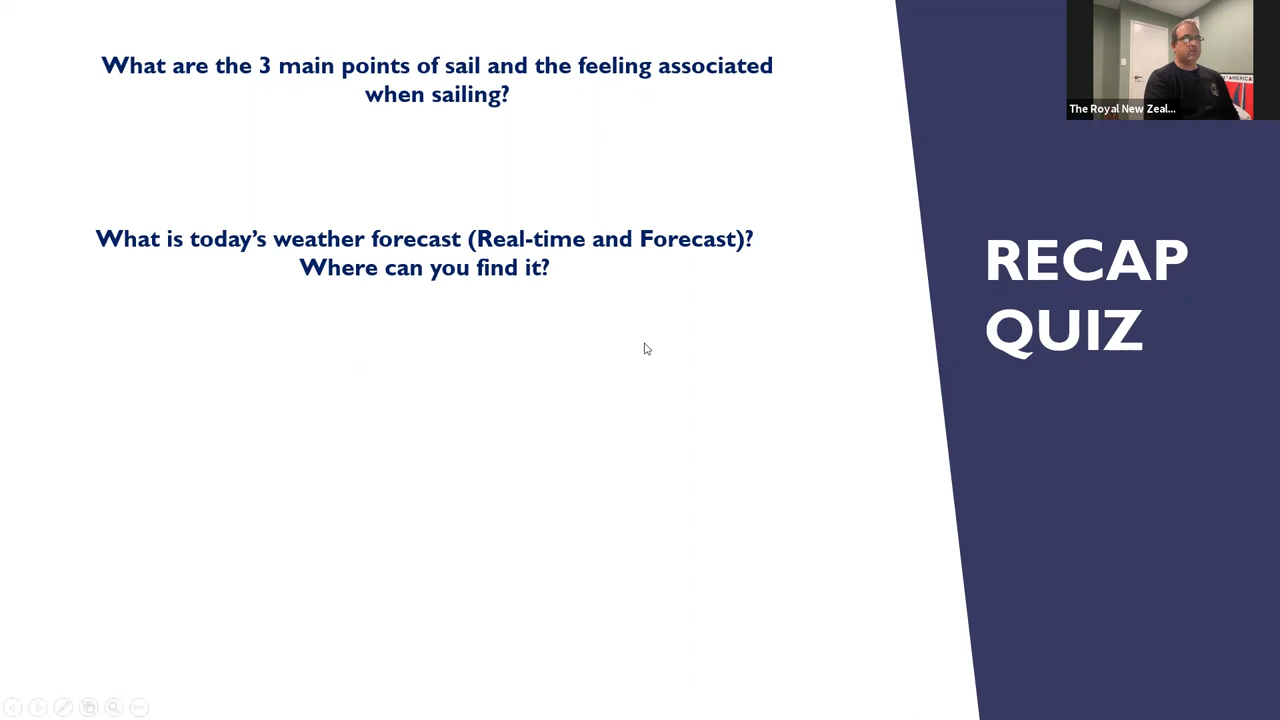 What are the 3 main points of sail and the feeling associated
when sailing?
The Royal New Zeal...
What is today's weather forecast (Real-time and Forecast)?
Where can you find it?
RECAP
QUIZ